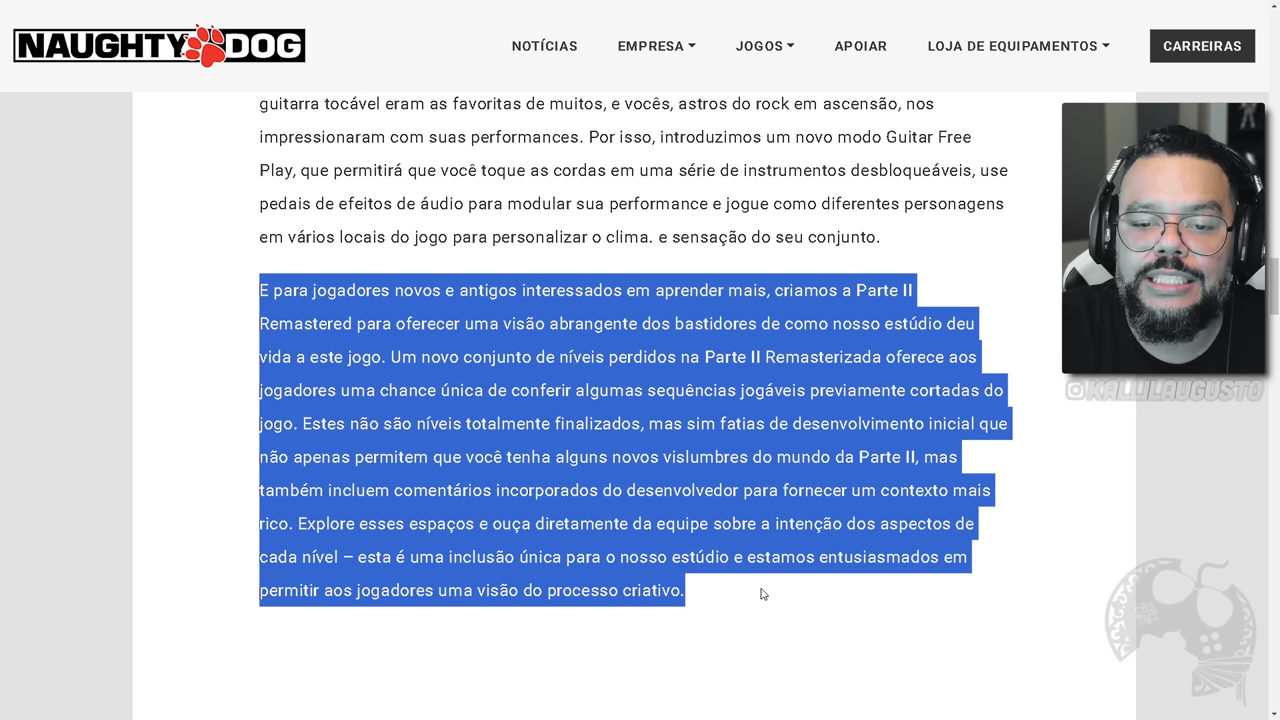 NAUGHTY DOG
NOTÍCIAS
EMPRESA
JOGOS
APOIAR
LOJA DE EQUIPAMENTOS
CARREIRAS
guitarra tocável eram as favoritas de muitos, e vocês, astros do rock em ascensão, nos
impressionaram com suas performances. Por isso, introduzimos um novo modo Guitar Free
Play, que permitirá que você toque as cordas em uma série de instrumentos desbloqueáveis, use
pedais de efeitos de áudio para modular sua performance e jogue como diferentes personagens
em vários locais do jogo para personalizar o clima. e sensação do seu conjunto.
E para jogadores novos e antigos interessados em aprender mais, criamos a Parte II
Remastered para oferecer uma visão abrangente dos bastidores de como nosso estúdio deu
vida a este jogo. Um novo conjunto de níveis perdidos na Parte II Remasterizada oferece aos
jogadores uma chance única de conferir algumas sequências jogáveis previamente cortadas do
jogo. Estes não são níveis totalmente finalizados, mas sim fatias de desenvolvimento inicial que
não apenas permitem que você tenha alguns novos vislumbres do mundo da Parte II, mas
também incluem comentários incorporados do desenvolvedor para fornecer um contexto mais
rico. Explore esses espaços e ouça diretamente da equipe sobre a intenção dos aspectos de
cada nível – esta é uma inclusão única para o nosso estúdio e estamos entusiasmados em
permitir aos jogadores uma visão do processo criativo.
KALLILAUGUSTO